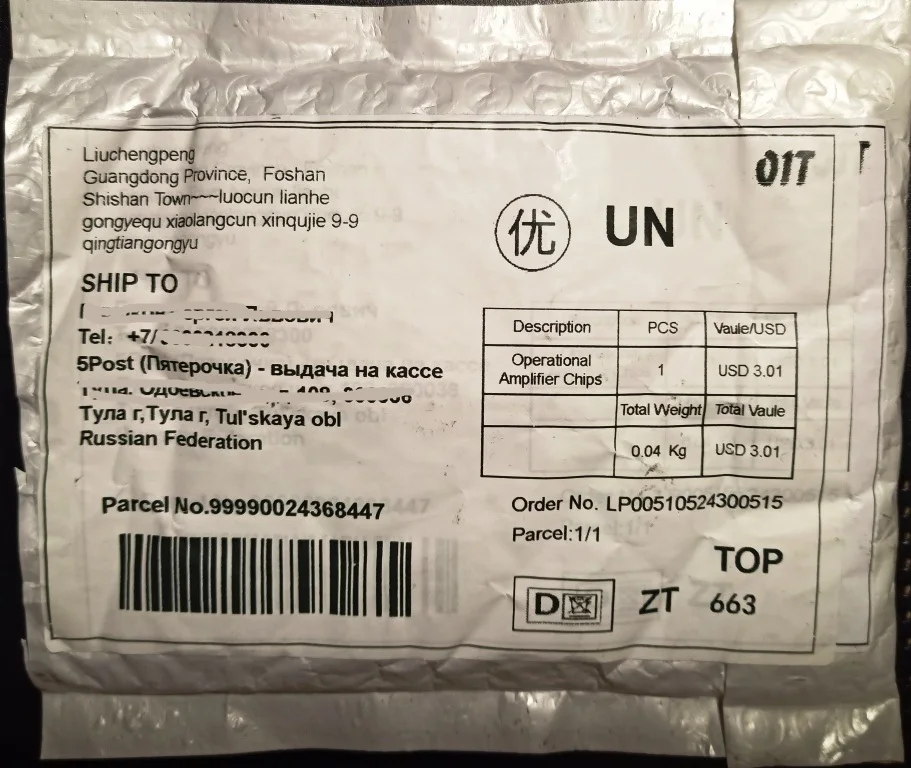 Liuchengpeng
Guangdong Province, Foshan
Shishan Town~~luocun lianhe
gongyequ xiaolangcun xinqujie 9-9
qingtiangongyu
SHIP TO
Tel: +7/
5Post (Пятерочка) - выдача на кассе
Тула г,Тула г, Tul'skaya obl
Russian Federation
Parcel No.99990024368447
01T
优 UN
Description PCS Vaule/USD
Operational Amplifier Chips 1 USD 3.01
Total Weight Total Vaule
0.04 Kg USD 3.01
Order No. LP00510524300515
Parcel:1/1
TOP
D ZT 663